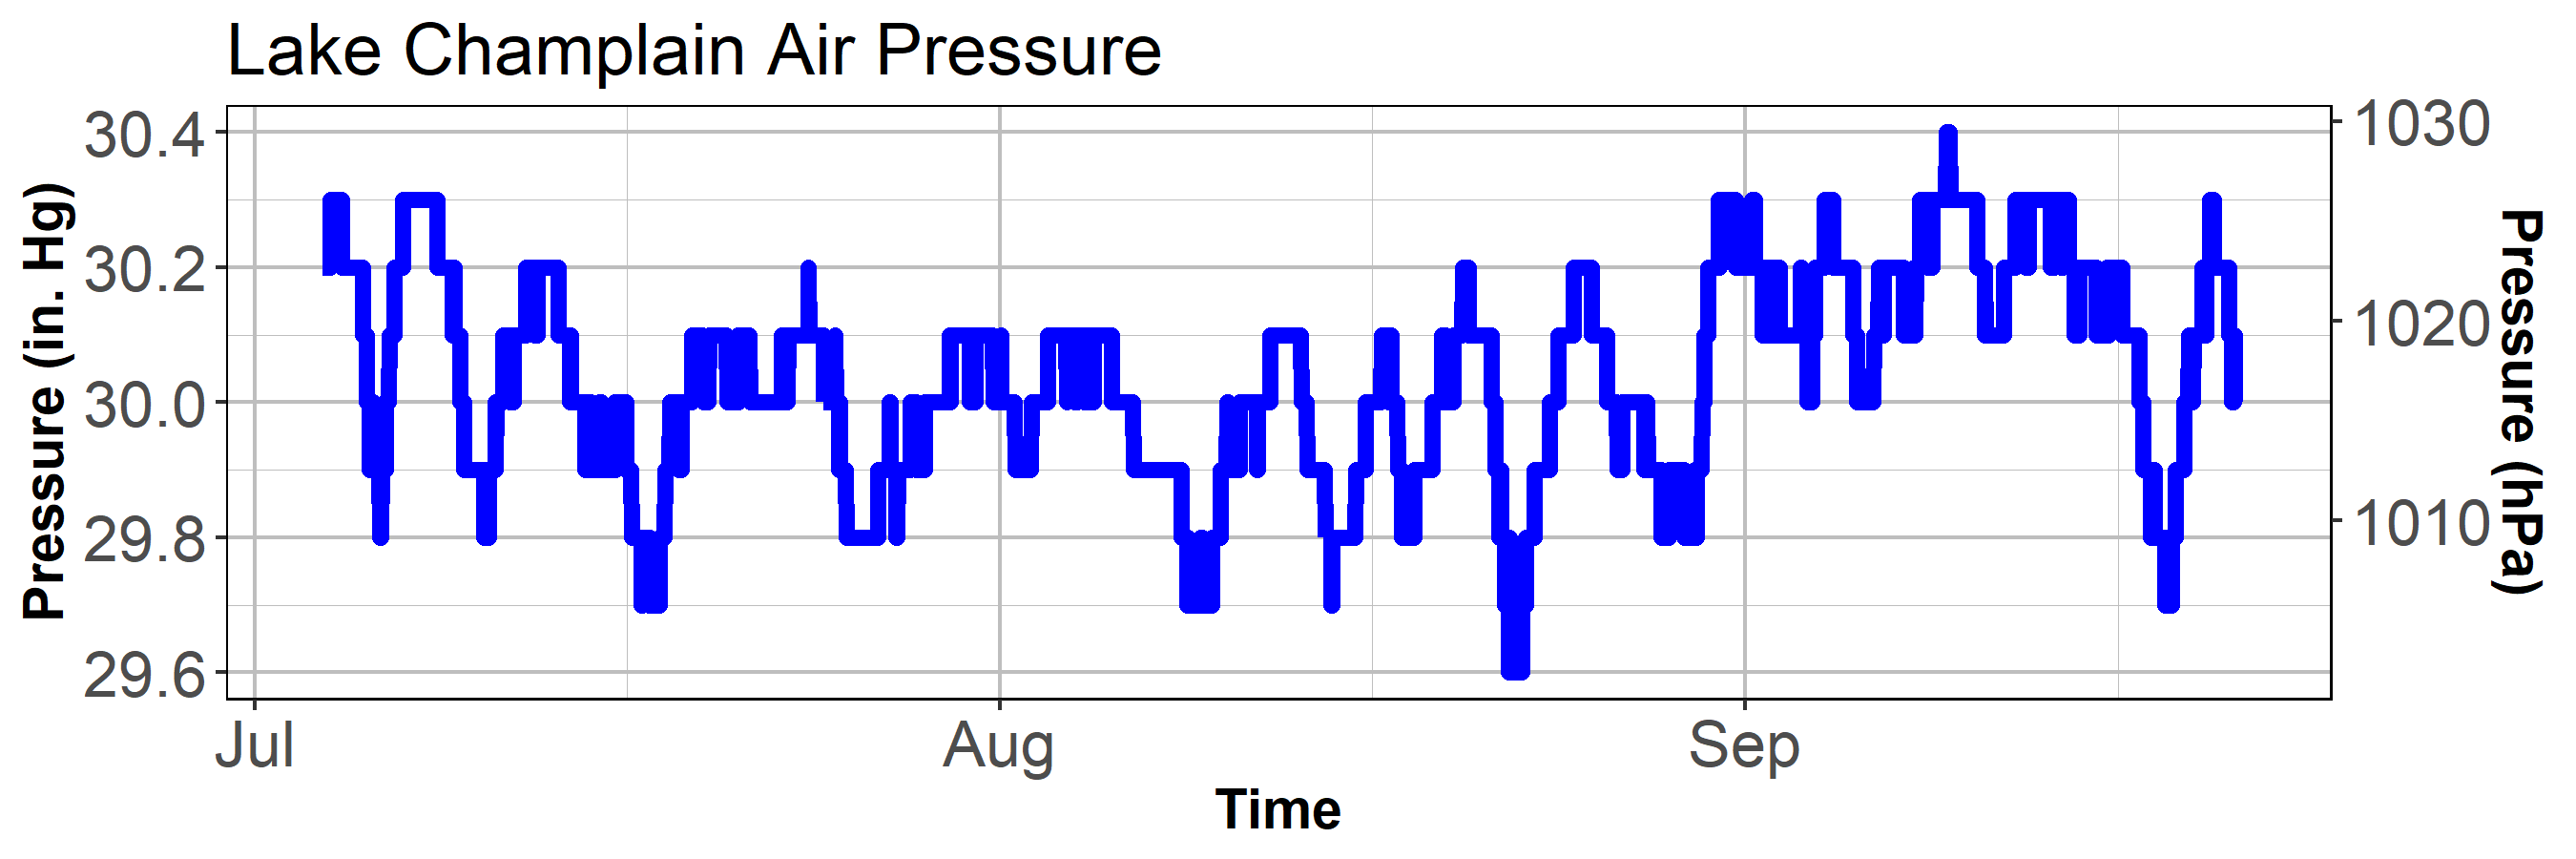 Lake Champlain Air Pressure
Pressure (in. Hg)
30.4
30.2
30.0
29.8
29.6
1030
1020
1010
Pressure (hPa)
Jul
Aug
Sep
Time